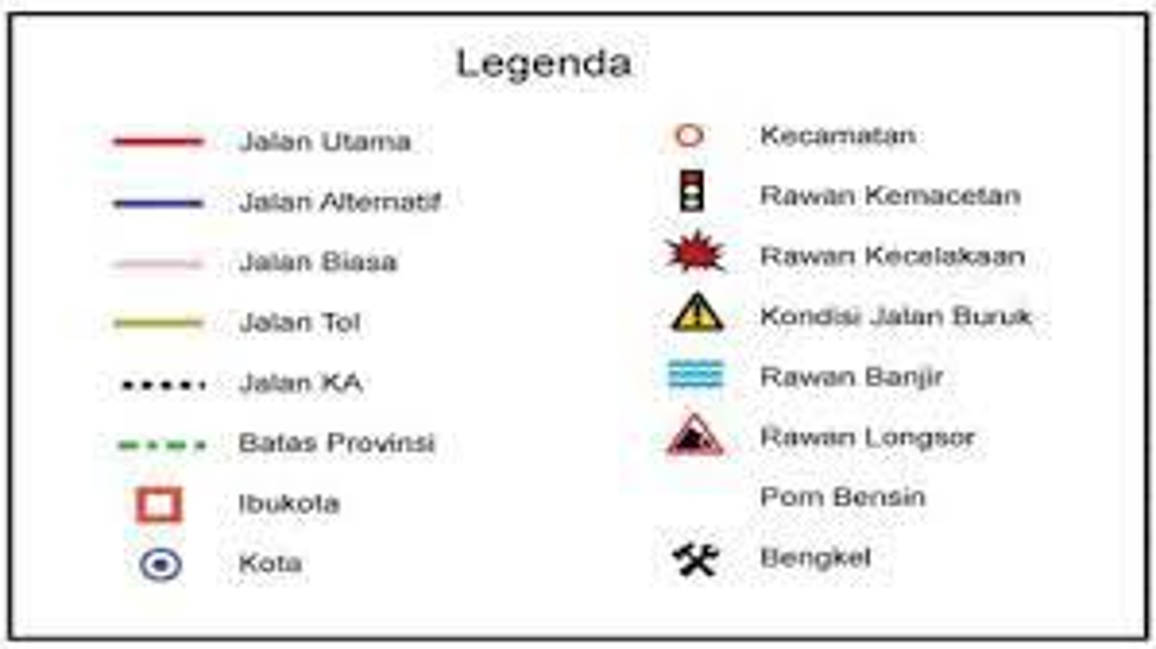 Legenda
Jalan Utama
Jalan Alternatif
Jalan Biasa
Jalan Tol
Jalan KA
Batas Provinsi
Ibukota
Kota
Kecamatan
Rawan Kemacetan
Rawan Kecelakaan
Kondisi Jalan Buruk
Rawan Banjir
Rawan Longsor
Pom Bensin
Bengkel